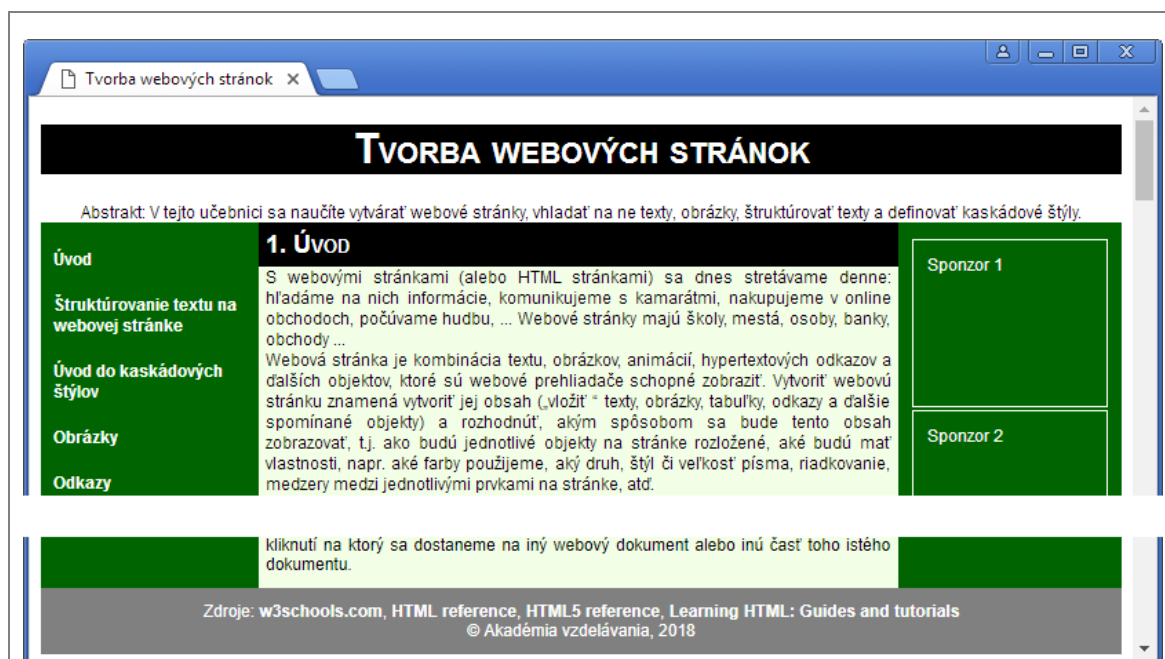 Tvorba webových stránok
Tvorba webových stránok
Abstrakt: V tejto učebnici sa naučíte vytvárať webové stránky, vhladať na ne texty, obrázky, štruktúrovať texty a definovať kaskádové štýly.
Úvod
Štruktúrovanie textu na
webovej stránke
Úvod do kaskádových
štýlov
Obrázky
Odkazy
1. Úvod
S webovými stránkami (alebo HTML stránkami) sa dnes stretávame denne:
hľadáme na nich informácie, komunikujeme s kamarátmi, nakupujeme v online
obchodoch, počúvame hudbu, ... Webové stránky majú školy, mestá, osoby, banky,
obchody ...
Webová stránka je kombinácia textu, obrázkov, animácií, hypertextových odkazov a
ďalších objektov, ktoré sú webové prehliadače schopné zobraziť. Vytvoriť webovú
stránku znamená vytvoriť jej obsah („vložiť “ texty, obrázky, tabuľky, odkazy a ďalšie
spomínané objekty) a rozhodnúť, akým spôsobom sa bude tento obsah
zobrazovať, t.j. ako budú jednotlivé objekty na stránke rozložené, aké budú mať
vlastnosti, napr. aké farby použijeme, aký druh, štýl či veľkosť písma, riadkovanie,
medzery medzi jednotlivými prvkami na stránke, atď.
kliknutí na ktorý sa dostaneme na iný webový dokument alebo inú časť toho istého
dokumentu.
Sponzor 1
Sponzor 2
Zdroje: w3schools.com, HTML reference, HTML5 reference, Learning HTML: Guides and tutorials
© Akadémia vzdelávania, 2018